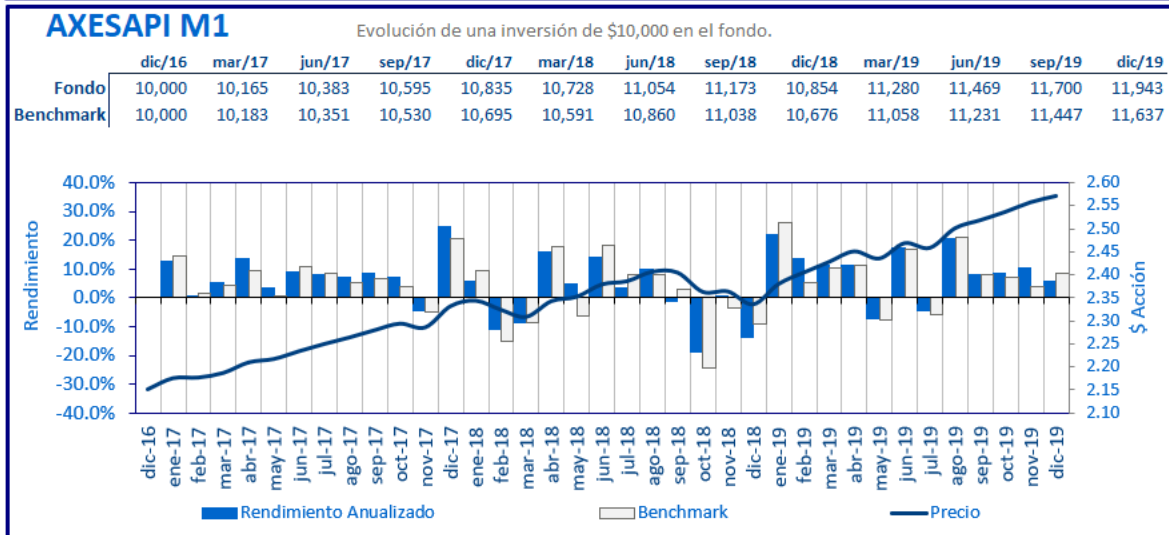 AXESAPI M1
Evolución de una inversión de $10,000 en el fondo.
dic/16 mar/17 jun/17 sep/17 dic/17 mar/18 jun/18 sep/18 dic/18 mar/19 jun/19 sep/19 dic/19
Fondo 10,000 10,165 10,383 10,595 10,835 10,728 11,054 11,173 10,854 11,280 11,469 11,700 11,943
Benchmark 10,000 10,183 10,351 10,530 10,695 10,591 10,860 11,038 10,676 11,058 11,231 11,447 11,637
Rendimiento
40.0%
30.0%
20.0%
10.0%
0.0%
-10.0%
-20.0%
-30.0%
-40.0%
2.60
2.55
2.50
2.45
2.40
2.35
2.30
2.25
2.20
2.15
2.10
$ Acción
dic-16
ene-17
feb-17
mar-17
abr-17
may-17
jun-17
jul-17
ago-17
sep-17
oct-17
nov-17
dic-17
ene-18
feb-18
mar-18
abr-18
may-18
jun-18
jul-18
ago-18
sep-18
oct-18
nov-18
dic-18
ene-19
feb-19
mar-19
abr-19
may-19
jun-19
jul-19
ago-19
sep-19
oct-19
nov-19
dic-19
Rendimiento Anualizado Benchmark Precio